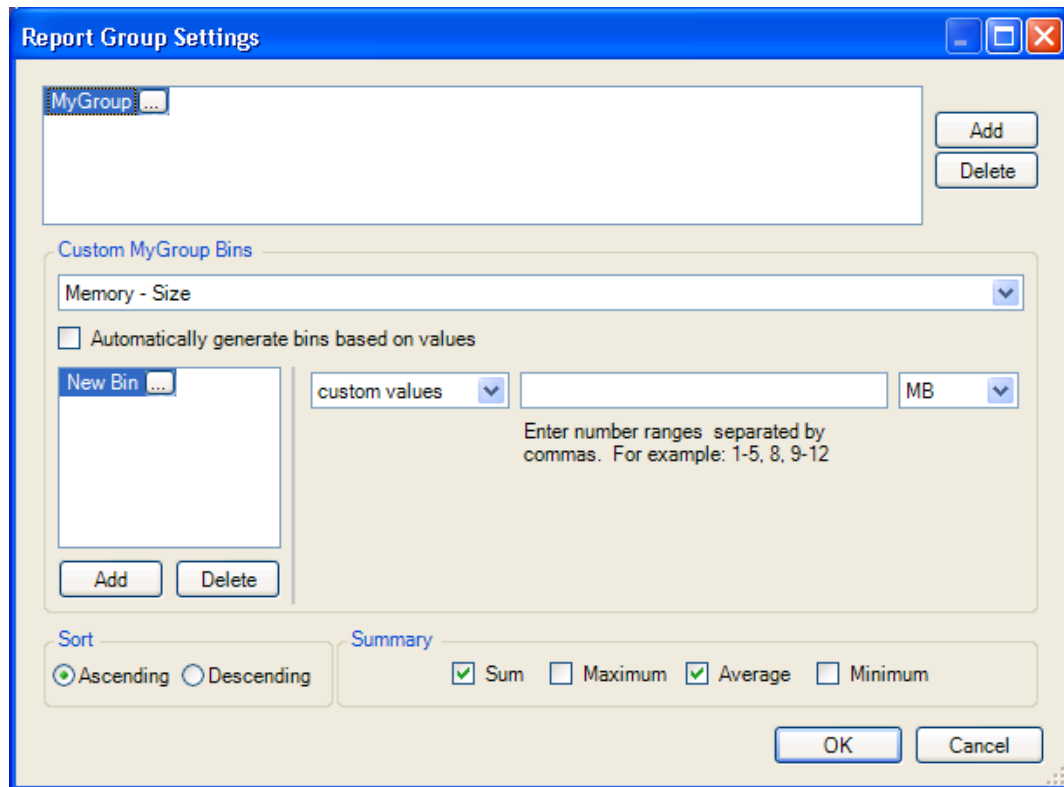 Report Group Settings
MyGroup ...
Add
Delete
Custom MyGroup Bins
Memory - Size
Automatically generate bins based on values
New Bin ...
custom values
MB
Enter number ranges separated by
commas. For example: 1-5, 8, 9-12
Add
Delete
Sort
Ascending
Descending
Summary
Sum
Maximum
Average
Minimum
OK
Cancel